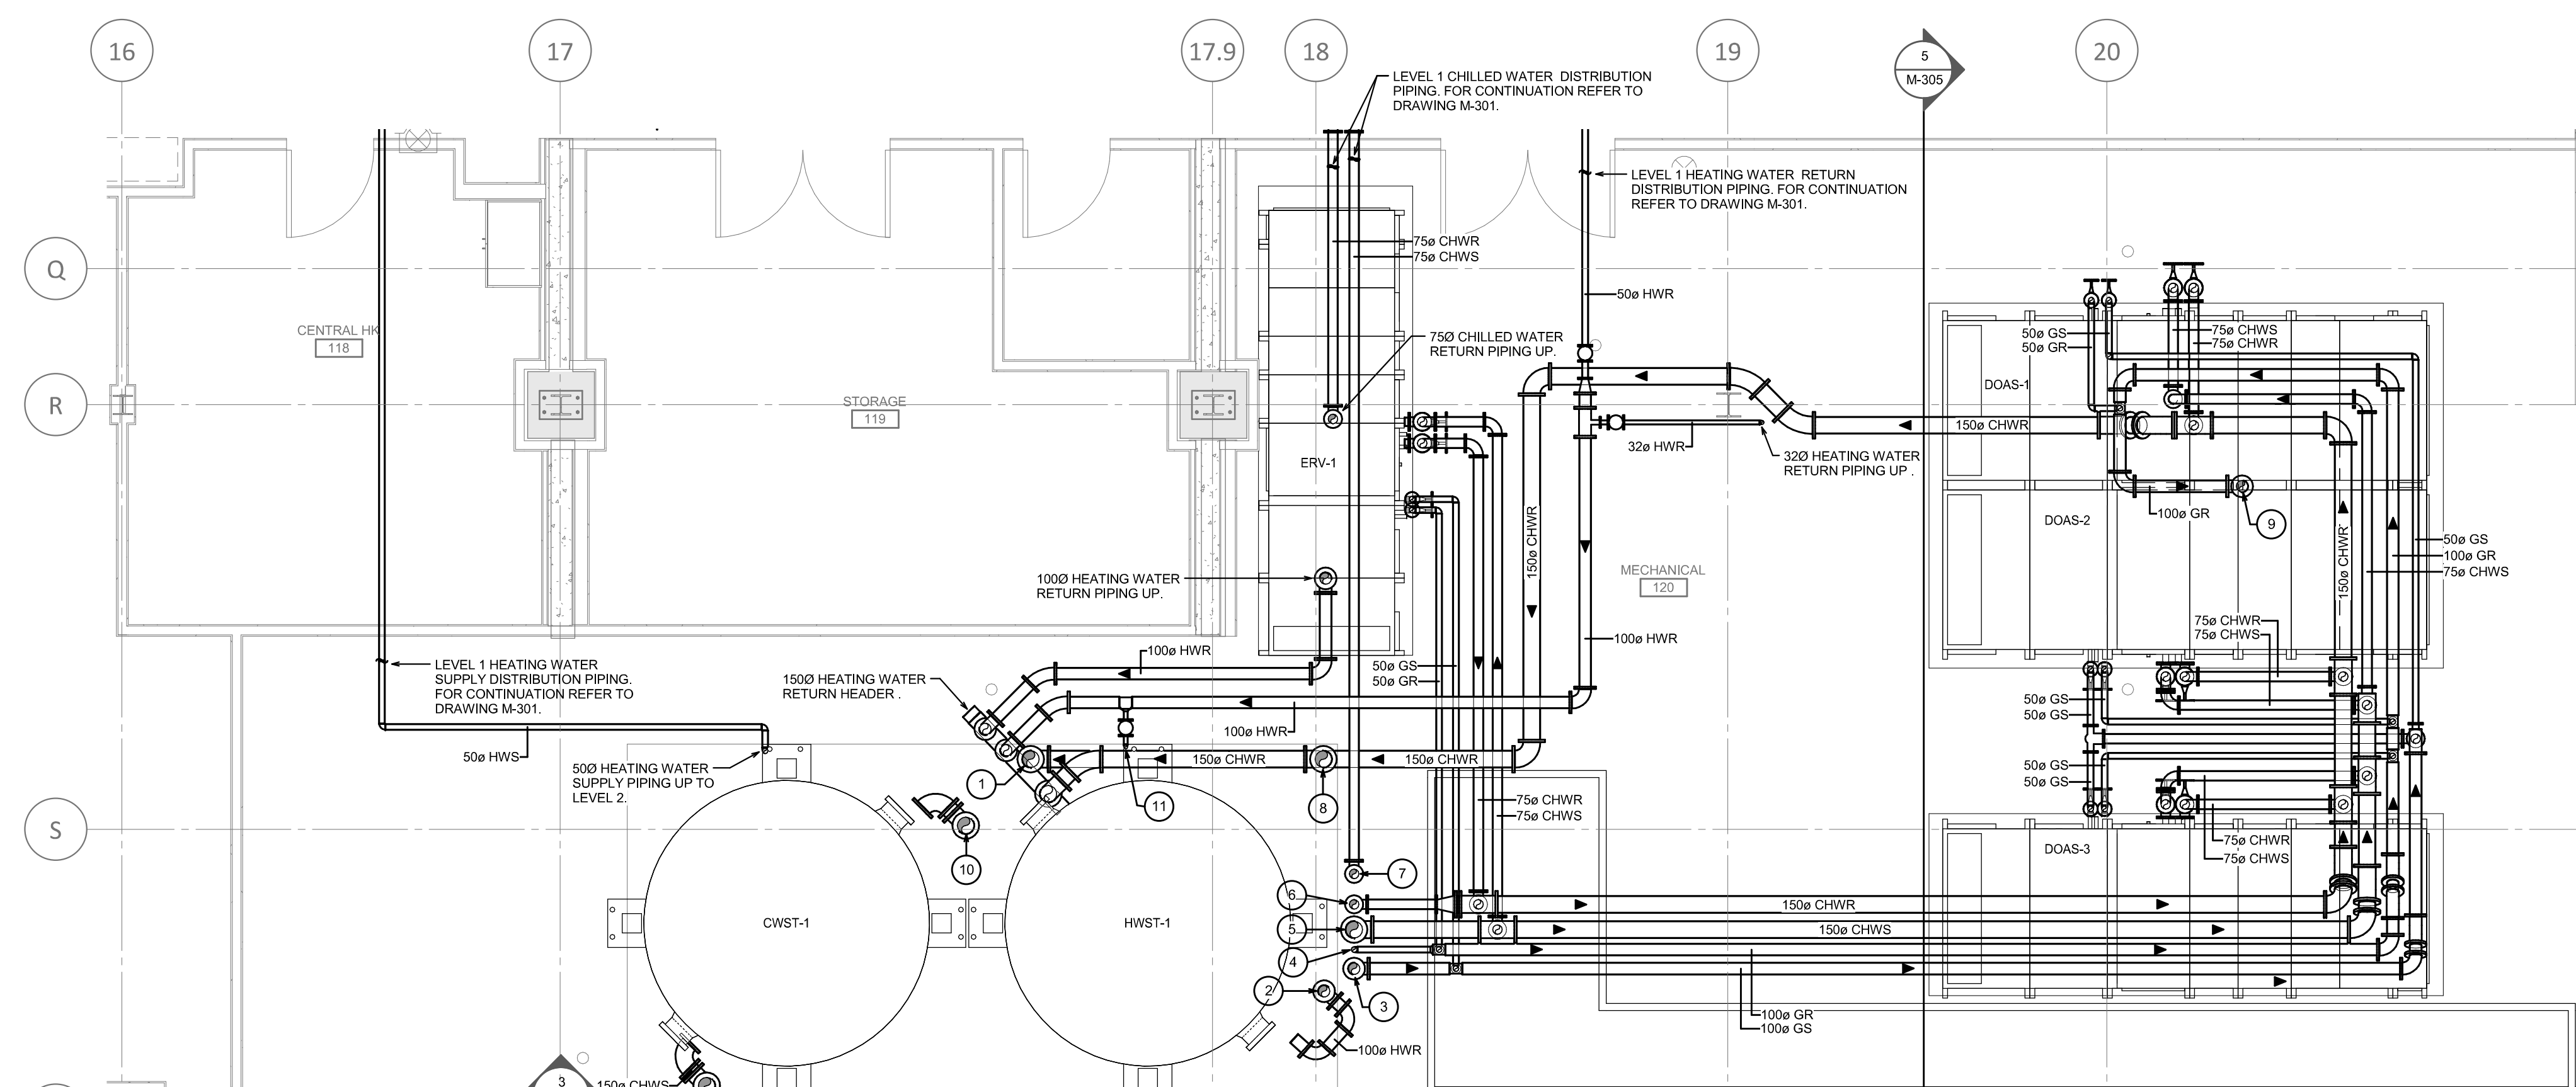 16
17
17.9
18
19
5
M-305
20
LEVEL 1 CHILLED WATER DISTRIBUTION
PIPING. FOR CONTINUATION REFER TO
DRAWING M-301.
LEVEL 1 HEATING WATER RETURN
DISTRIBUTION PIPING. FOR CONTINUATION
REFER TO DRAWING M-301.
Q
75ø CHWR
75ø CHWS
50ø HWR
CENTRAL HK
118
75Ø CHILLED WATER
RETURN PIPING UP.
50ø GS
50ø GR
75ø CHWS
75ø CHWR
R
STORAGE
119
DOAS-1
150ø CHWR
32ø HWR
32Ø HEATING WATER
RETURN PIPING UP .
ERV-1
150ø CHWR
100ø GR
9
DOAS-2
150ø CHWR
50ø GS
100ø GR
75ø CHWS
MECHANICAL
120
100Ø HEATING WATER
RETURN PIPING UP.
75ø CHWR
75ø CHWS
100ø HWR
100ø HWR
LEVEL 1 HEATING WATER
SUPPLY DISTRIBUTION PIPING.
FOR CONTINUATION REFER TO
DRAWING M-301.
150Ø HEATING WATER
RETURN HEADER .
50ø GS
50ø GR
50ø GS
50ø GS
100ø HWR
50ø HWS
50Ø HEATING WATER
SUPPLY PIPING UP TO
LEVEL 2.
150ø CHWR
150ø CHWR
50ø GS
50ø GS
1
11
8
75ø CHWR
75ø CHWS
S
75ø CHWR
75ø CHWS
DOAS-3
10
7
6
150ø CHWR
CWST-1
HWST-1
5
150ø CHWS
4
2
3
100ø GR
100ø GS
100ø HWR
3
150ø CHWS